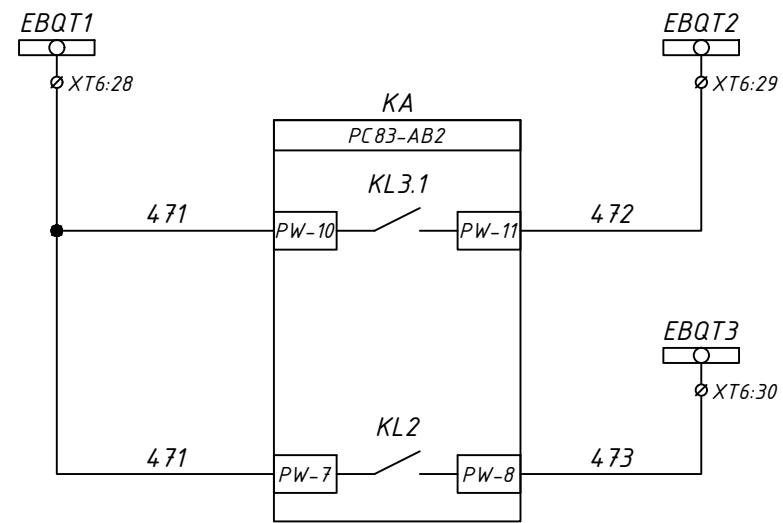 EBQT1
EBQT2
XT6:28
XT6:29
KA
PC83-AB2
KL3.1
471
472
PW-10
PW-11
EBQT3
XT6:30
KL2
471
473
PW-7
PW-8